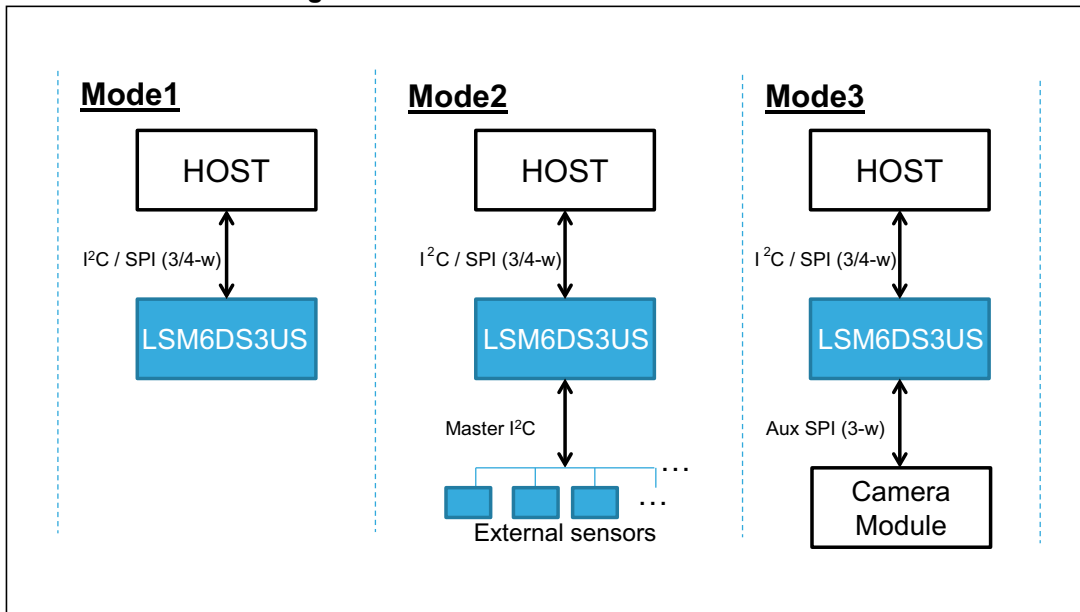 Mode1
HOST
I²C / SPI (3/4-w)
LSM6DS3US
Mode2
HOST
I²C / SPI (3/4-w)
LSM6DS3US
Master I²C
...
...
External sensors
Mode3
HOST
I²C / SPI (3/4-w)
LSM6DS3US
Aux SPI (3-w)
Camera
Module